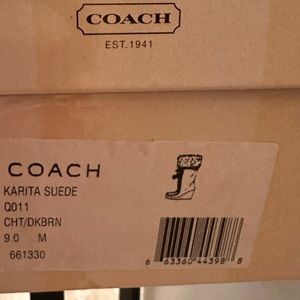 COACH
EST.1941
COACH
KARITA SUEDE
Q011
CHT/DKBRN
9.0 M
661330
6 63360 44398 8